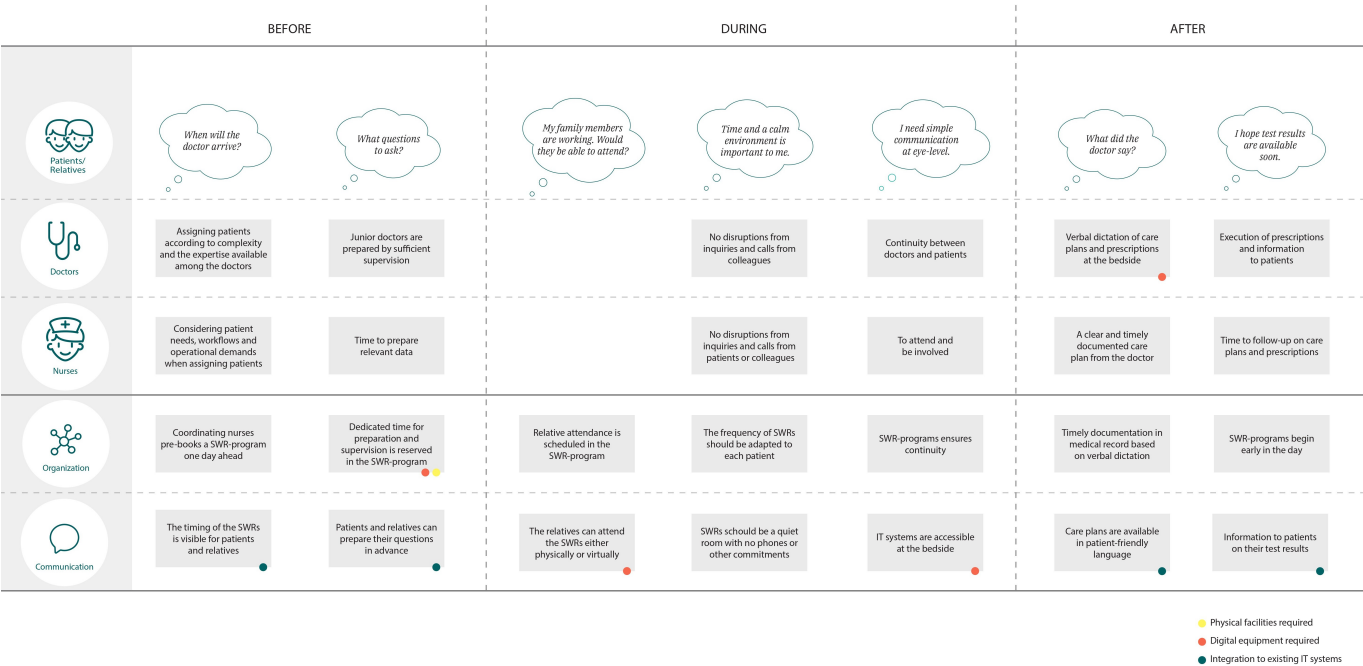 BEFORE
DURING
AFTER
Patients/
Relatives
When will the
doctor arrive?
What questions
to ask?
My family members
are working. Would
they be able to attend?
Time and a calm
environment is
important to me.
I need simple
communication
at eye-level.
What did the
doctor say?
I hope test results
are available
soon.
Doctors
Assigning patients
according to complexity
and the expertise available
among the doctors
Junior doctors are
prepared by sufficient
supervision
No disruptions from
inquiries and calls from
colleagues
Continuity between
doctors and patients
Verbal dictation of care
plans and prescriptions
at the bedside
Execution of prescriptions
and information
to patients
Nurses
Considering patient
needs, workflows and
operational demands
when assigning patients
Time to prepare
relevant data
No disruptions from
inquiries and calls from
patients or colleagues
To attend and
be involved
A clear and timely
documented care
plan from the doctor
Time to follow-up on care
plans and prescriptions
Organization
Coordinating nurses
pre-books a SWR-program
one day ahead
Dedicated time for
preparation and
supervision is reserved
in the SWR-program
Relative attendance is
scheduled in the
SWR-program
The frequency of SWRs
should be adapted to
each patient
SWR-programs ensures
continuity
Timely documentation in
medical record based
on verbal dictation
SWR-programs begin
early in the day
Communication
The timing of the SWRs
is visible for patients
and relatives
Patients and relatives can
prepare their questions
in advance
The relatives can attend
the SWRs either
physically or virtually
SWRs schould be a quiet
room with no phones or
other commitments
IT systems are accessible
at the bedside
Care plans are available
in patient-friendly
language
Information to patients
on their test results
Physical facilities required
Digital equipment required
Integration to existing IT systems